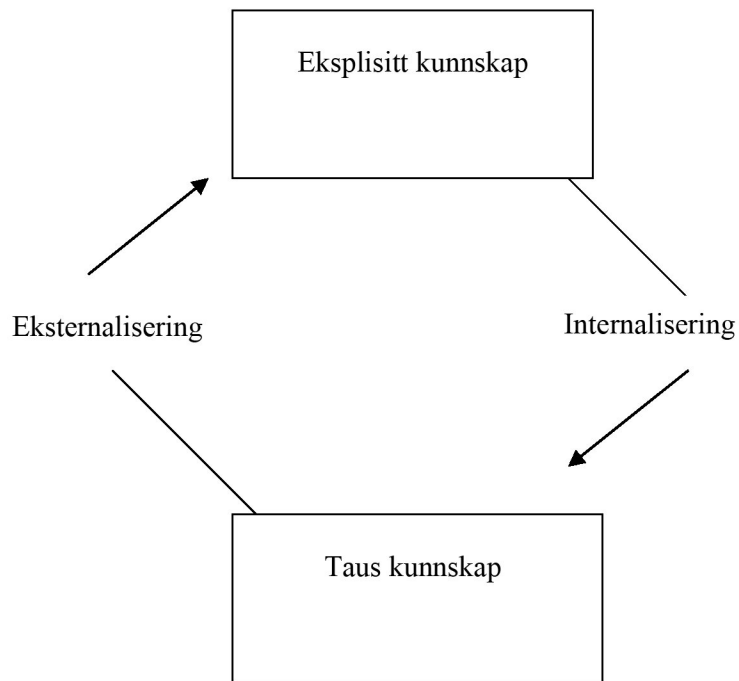 Eksplisitt kunnskap
Eksternalisering
Internalisering
Taus kunnskap